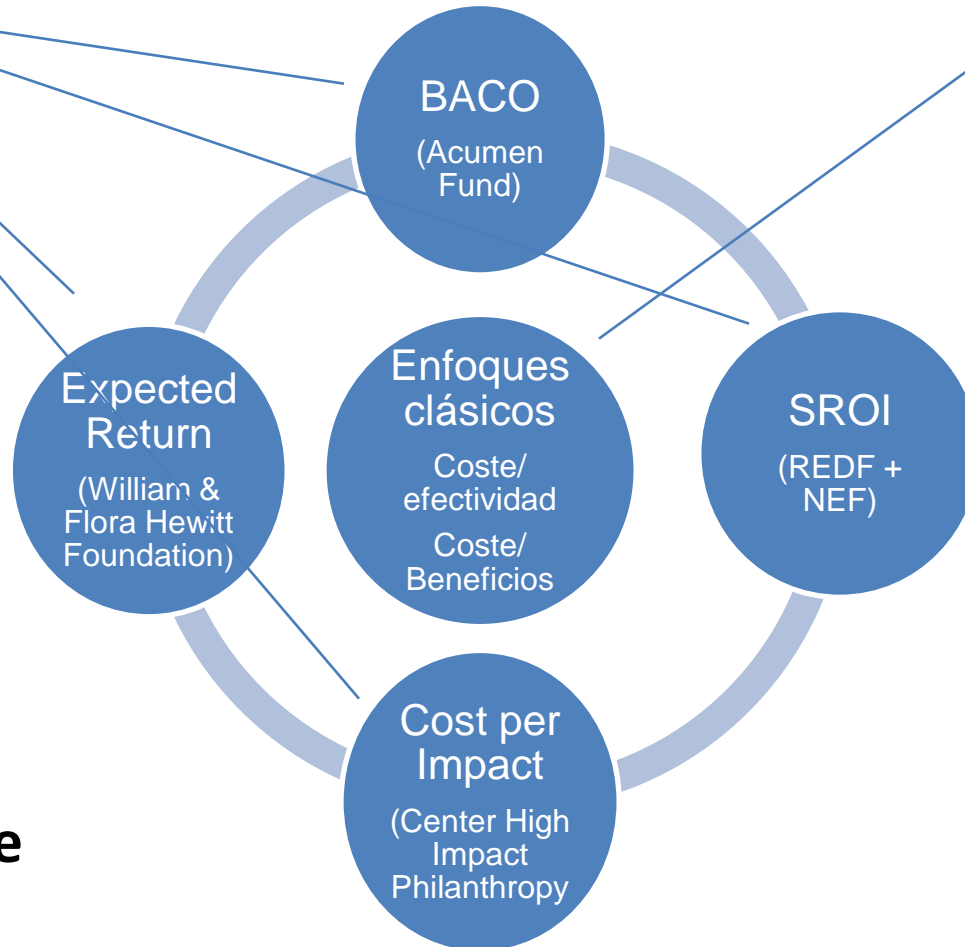 BACO
(Acumen
Fund)
Expected
Return
(William &
Flora Hewitt
Foundation)
Enfoques
clásicos
Coste/
efectividad
Coste/
Beneficios
SROI
(REDF +
NEF)
Cost per
Impact
(Center High
Impact
Philanthropy
e